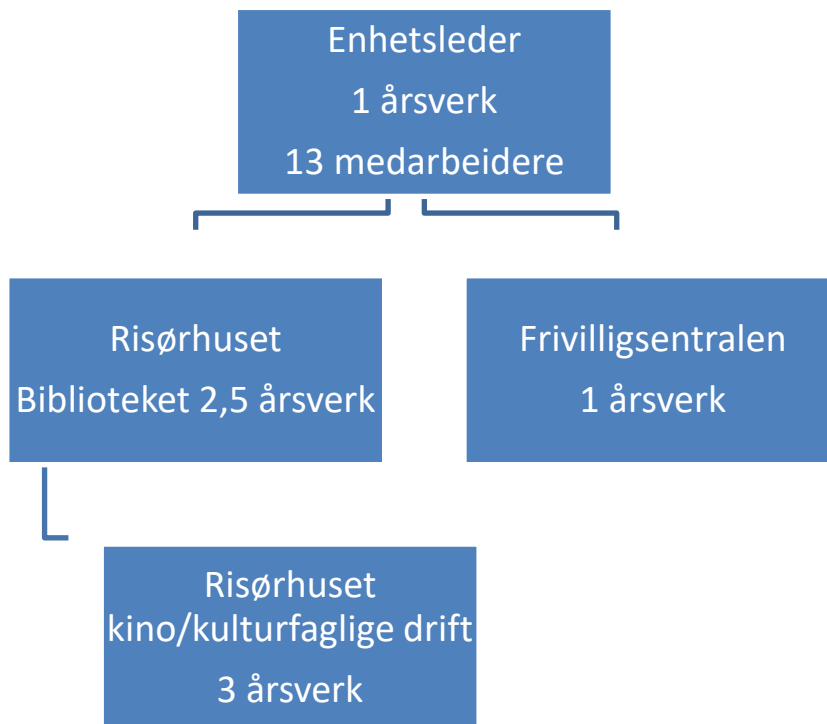 Enhetsleder
1 årsverk
13 medarbeidere
Risørhuset
Biblioteket 2,5 årsverk
Frivilligsentralen
1 årsverk
Risørhuset
kino/kulturfaglige drift
3 årsverk